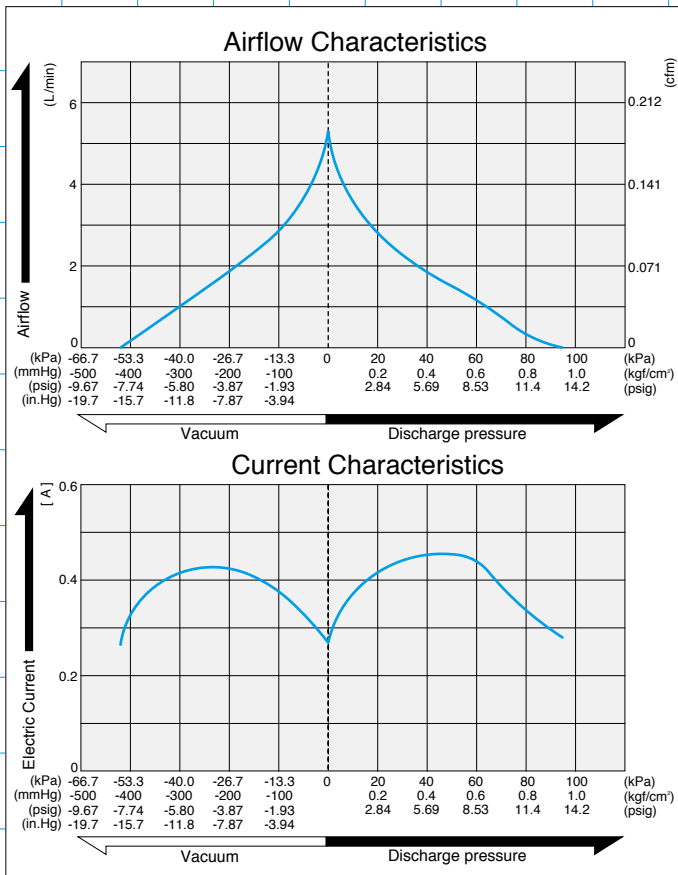 Airflow Characteristics
(L/min)
(cfm)
6
0.212
4
0.141
2
0.071
0
0
Airflow
(kPa) -66.7 -53.3 -40.0 -26.7 -13.3 0 20 40 60 80 100 (kPa)
(mmHg) -500 -400 -300 -200 -100 0.2 0.4 0.6 0.8 1.0 (kgf/cm²)
(psig) -9.67 -7.74 -5.80 -3.87 -1.93 2.84 5.69 8.53 11.4 14.2 (psig)
(in.Hg) -19.7 -15.7 -11.8 -7.87 -3.94
Vacuum Discharge pressure
Current Characteristics
[ A ]
0.6
0.4
0.2
0
Electric Current
(kPa) -66.7 -53.3 -40.0 -26.7 -13.3 0 20 40 60 80 100 (kPa)
(mmHg) -500 -400 -300 -200 -100 0.2 0.4 0.6 0.8 1.0 (kgf/cm²)
(psig) -9.67 -7.74 -5.80 -3.87 -1.93 2.84 5.69 8.53 11.4 14.2 (psig)
(in.Hg) -19.7 -15.7 -11.8 -7.87 -3.94
Vacuum Discharge pressure